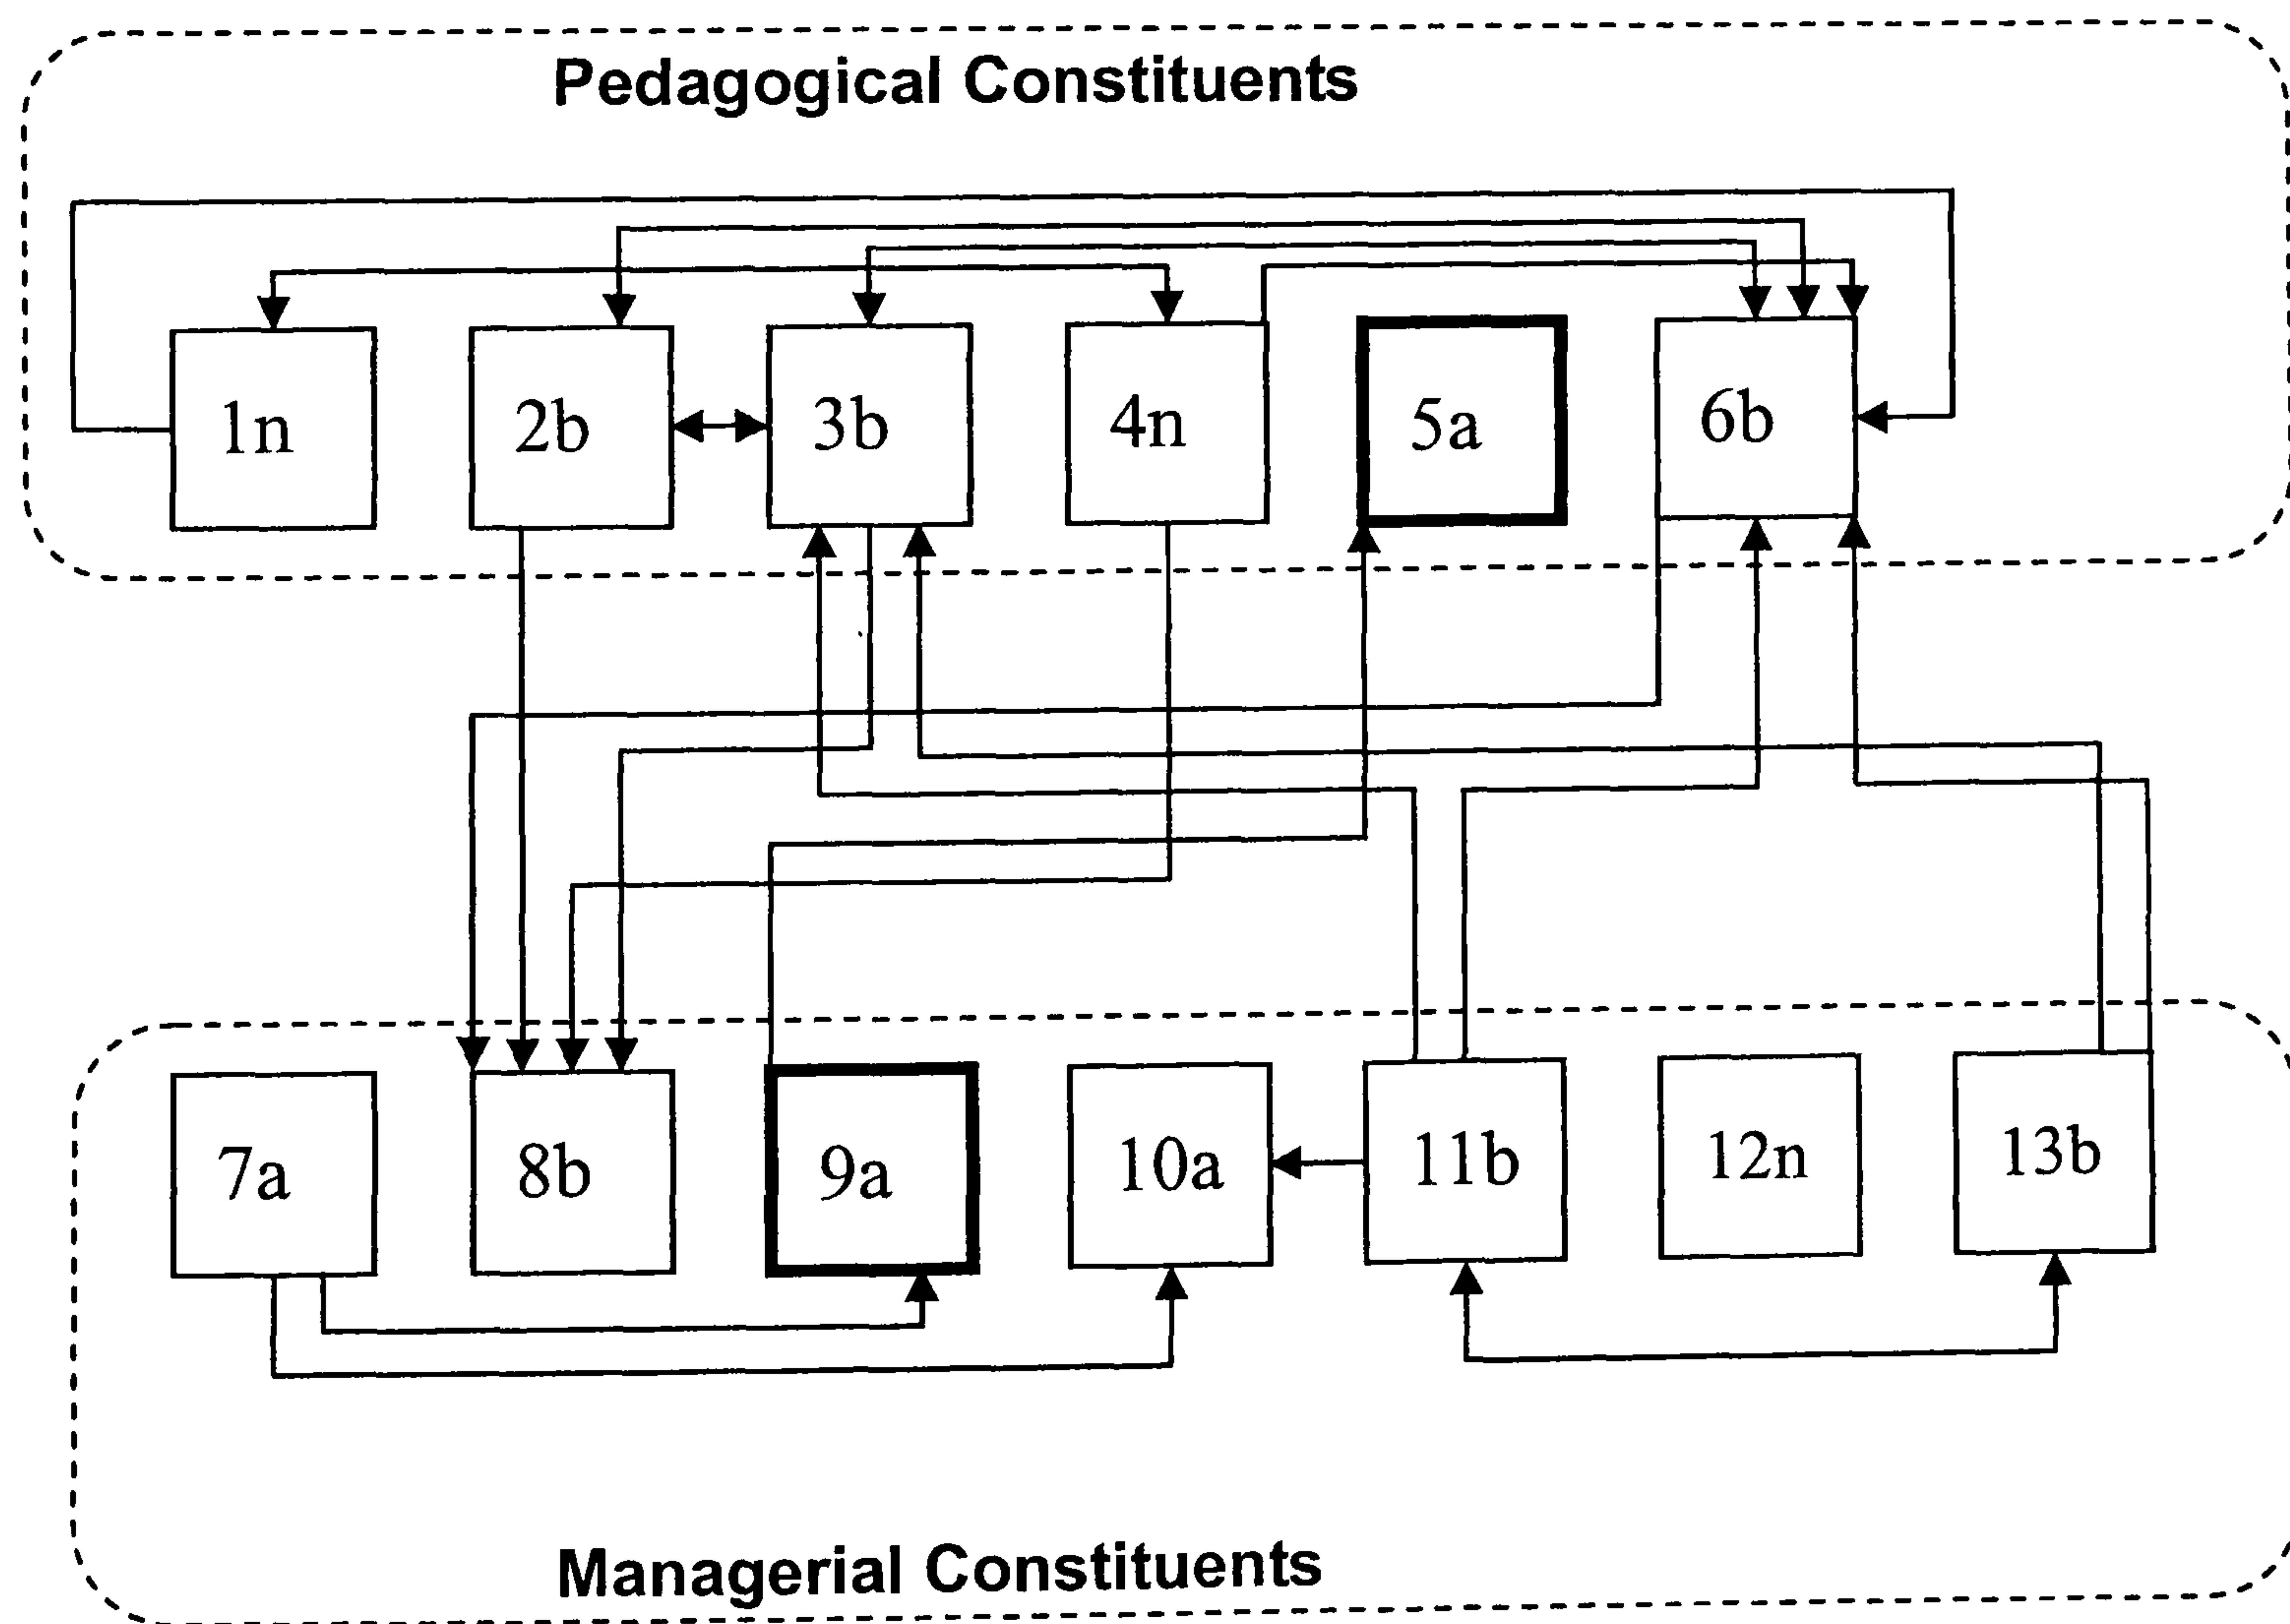 Pedagogical Constituents
1n 2b 3b 4n 5a 6b
7a 8b 9a 10a 11b 12n 13b
Managerial Constituents